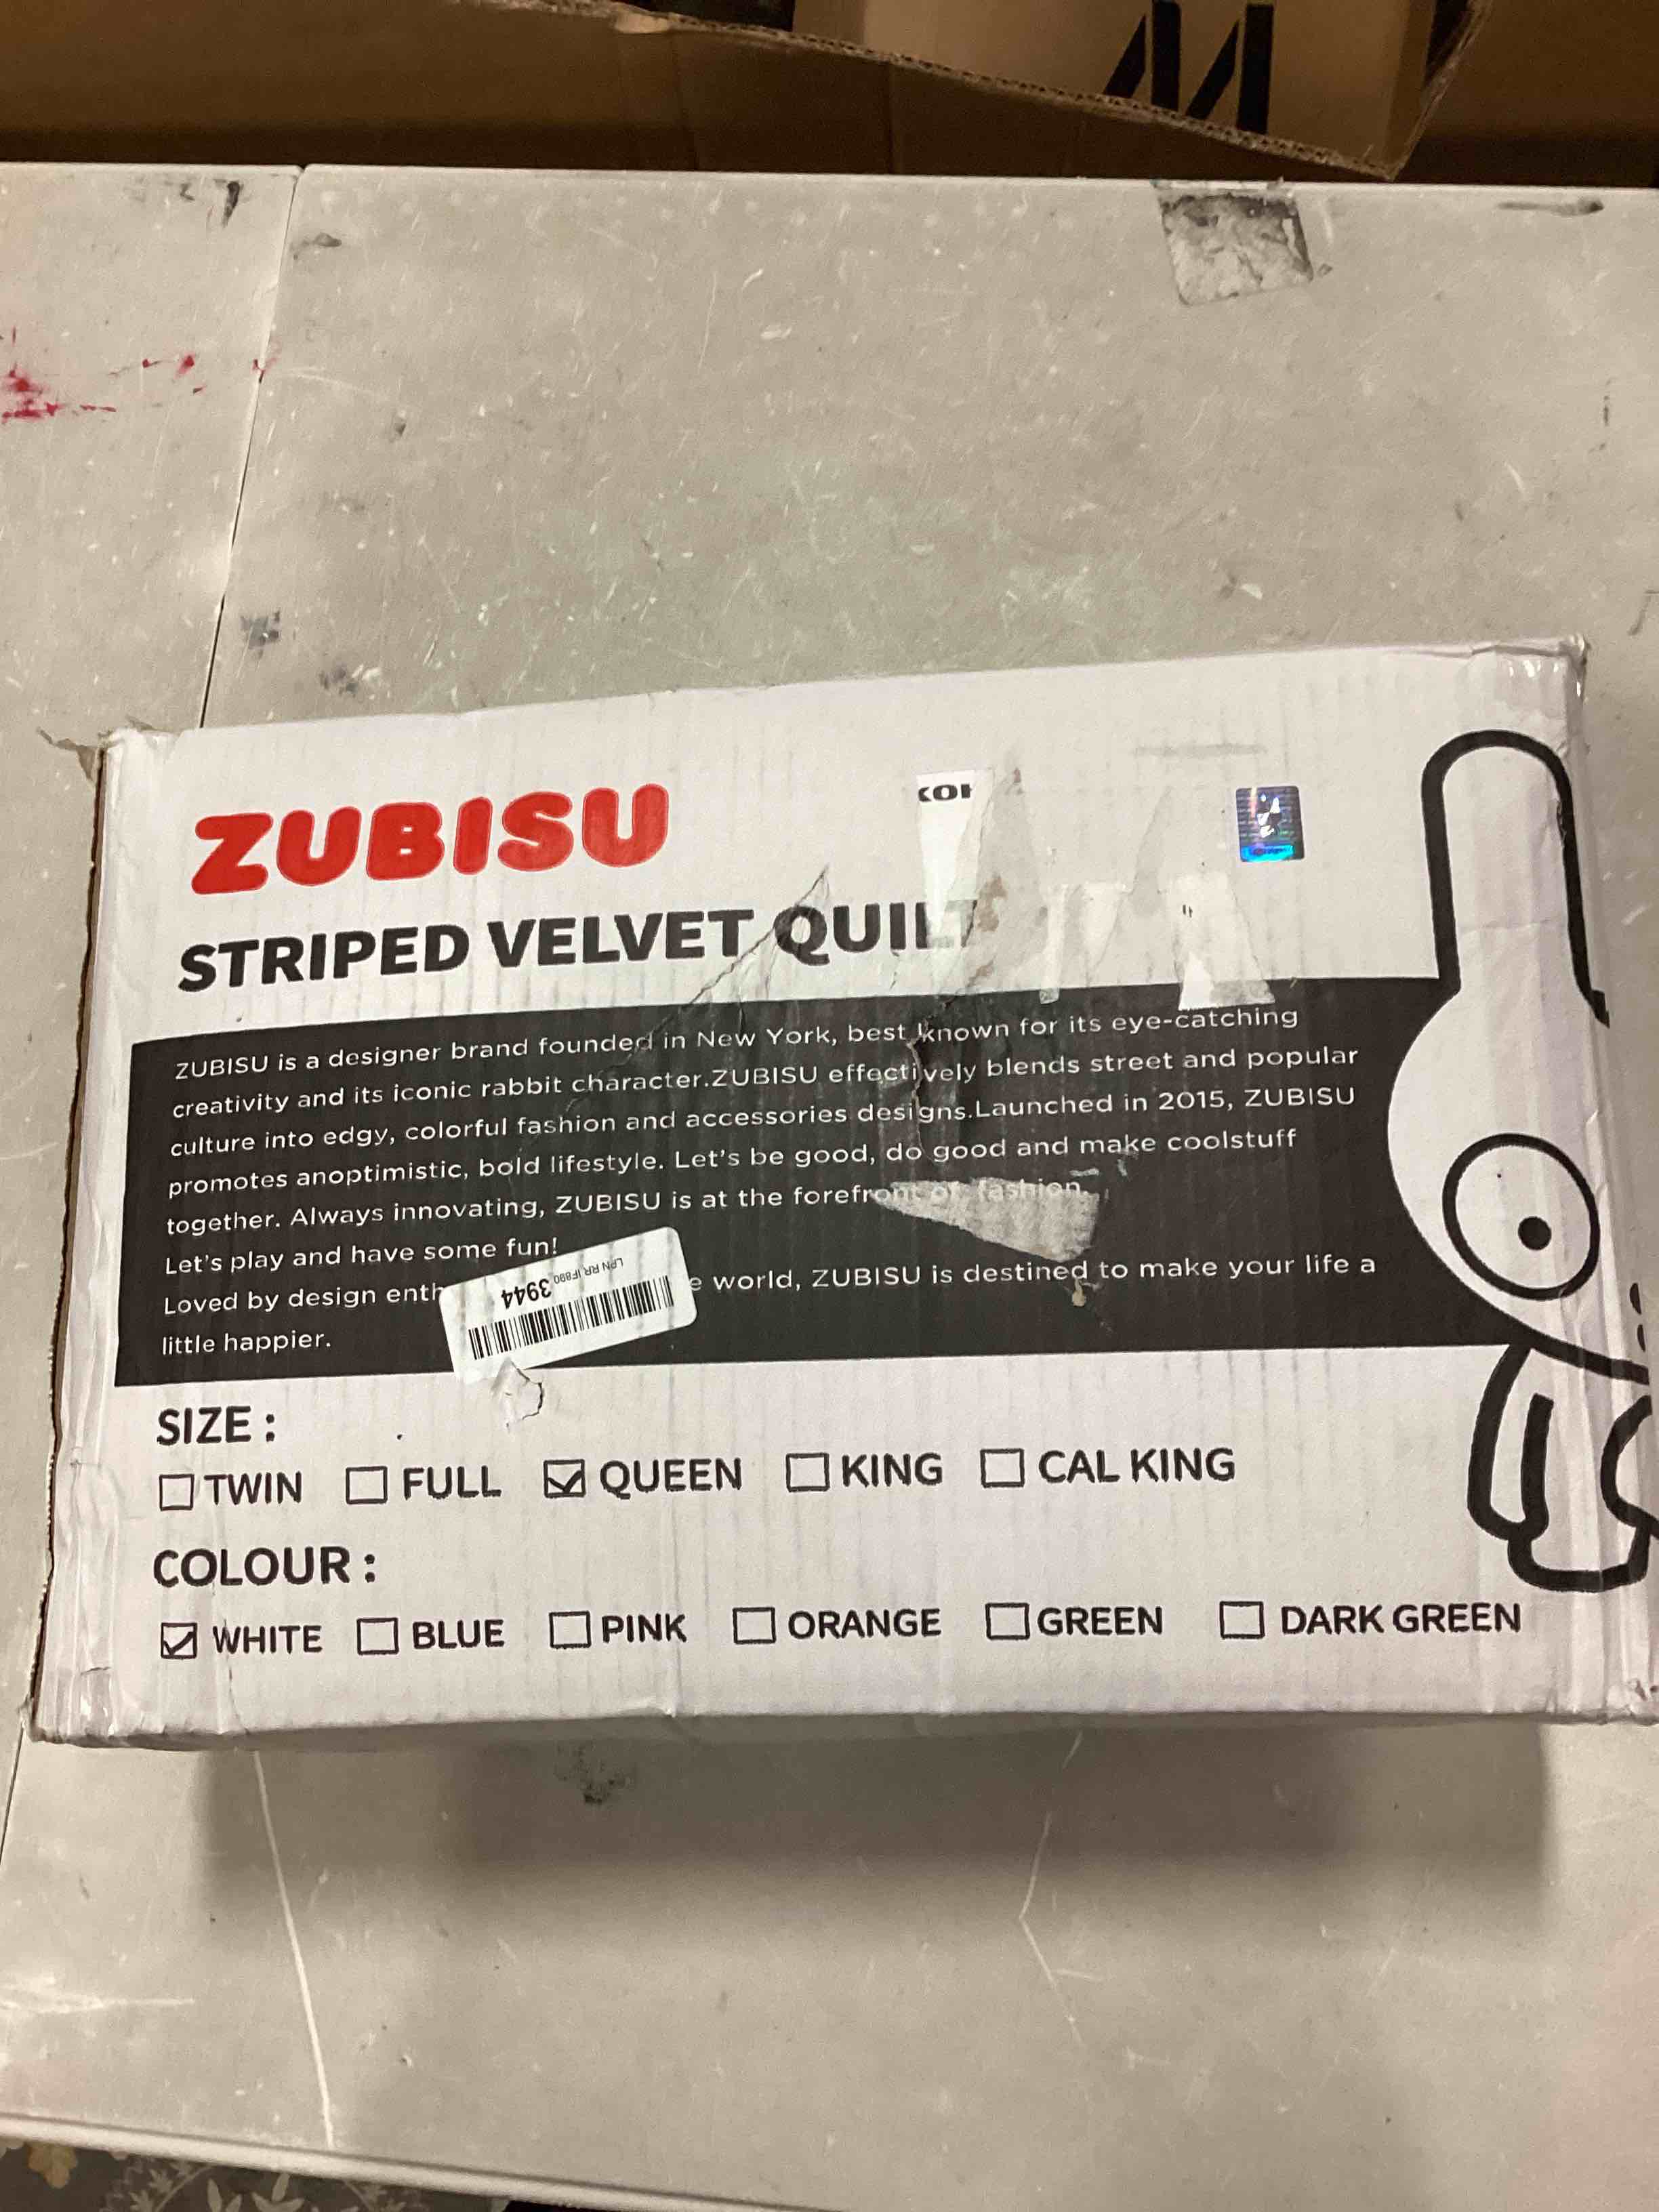 ZUBISU
STRIPED VELVET QUILT
ZUBISU is a designer brand founded in New York, best known for its eye-catching
creativity and its iconic rabbit character.ZUBISU effectively blends street and popular
culture into edgy, colorful fashion and accessories designs.Launched in 2015, ZUBISU
promotes anoptimistic, bold lifestyle. Let's be good, do good and make coolstuff
together. Always innovating, ZUBISU is at the forefront of fashion.
Let's play and have some fun!
Loved by design world, ZUBISU is destined to make your life a
little happier.
LPN RR IF890 3944
SIZE :
TWIN FULL QUEEN KING CAL KING
COLOUR :
WHITE BLUE PINK ORANGE GREEN DARK GREEN